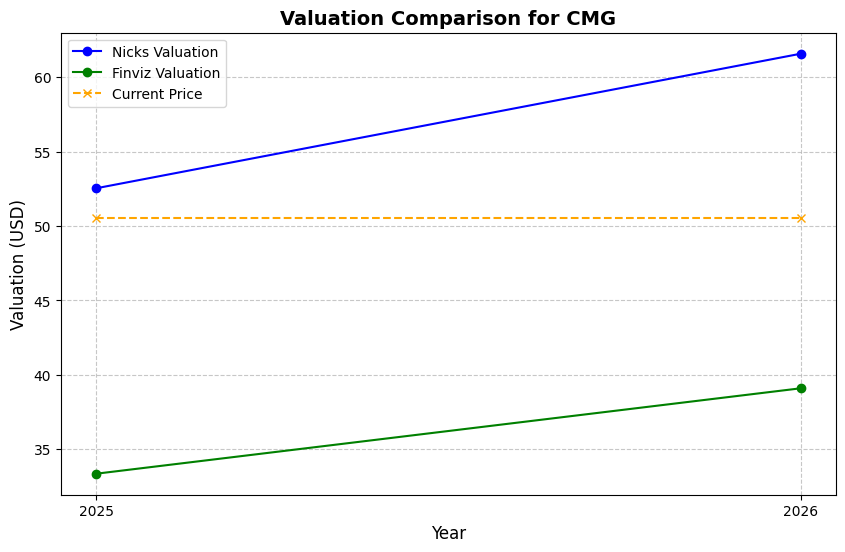 Valuation Comparison for CMG
Nicks Valuation
Finviz Valuation
Current Price
60
55
50
45
40
35
Valuation (USD)
2025
2026
Year